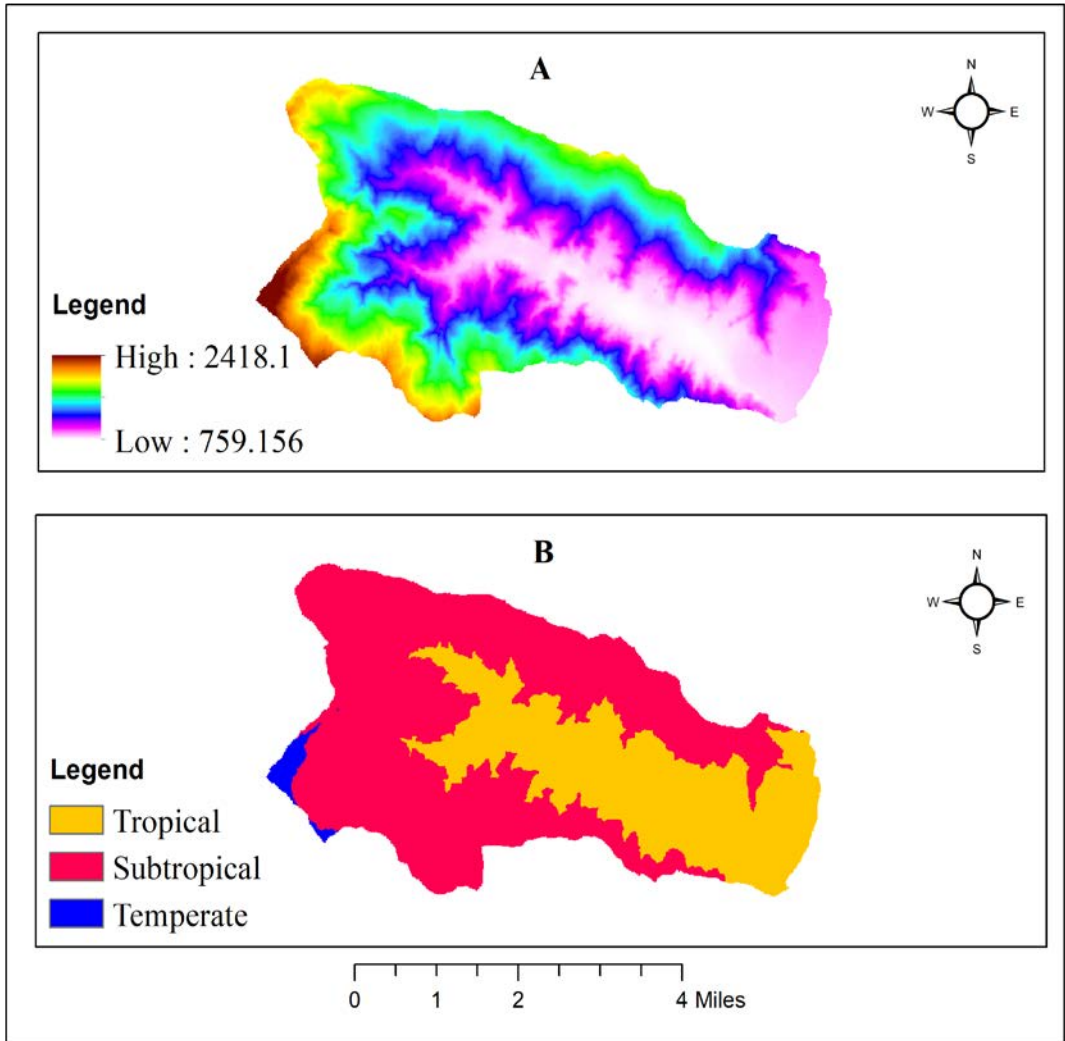 A
N
W E
S
Legend
High : 2418.1
Low : 759.156
B
N
W E
S
Legend
Tropical
Subtropical
Temperate
0 1 2 4 Miles